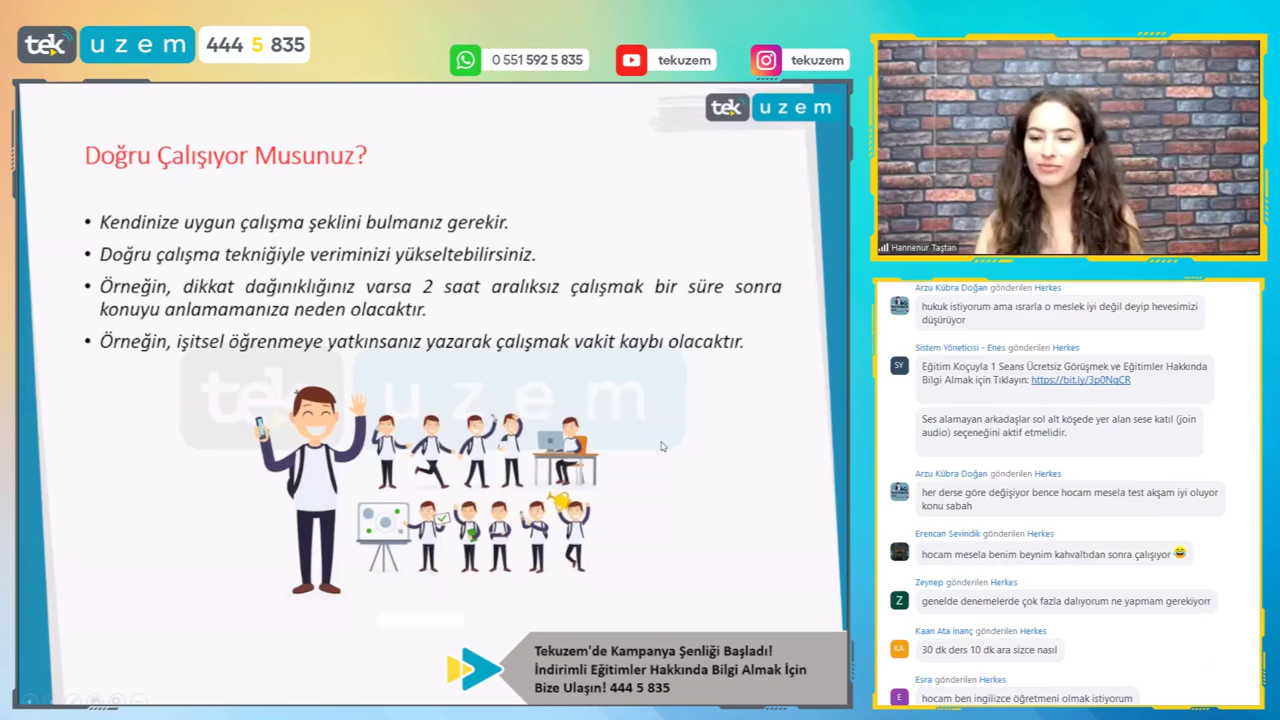 tek uzem 444 5 835
0 551 592 5 835
tekuzem
tekuzem
tek uzem
Doğru Çalışıyor Musunuz?
• Kendinize uygun çalışma şeklini bulmanız gerekir.
• Doğru çalışma tekniğiyle veriminizi yükseltebilirsiniz.
• Örneğin, dikkat dağınıklığınız varsa 2 saat aralıksız çalışmak bir süre sonra
konuyu anlamamanıza neden olacaktır.
• Örneğin, işitsel öğrenmeye yatkınsanız yazarak çalışmak vakit kaybı olacaktır.
tek uzem
Tekuzem'de Kampanya Şenliği Başladı!
İndirimli Eğitimler Hakkında Bilgi Almak İçin
Bize Ulaşın! 444 5 835
Hannenur Taştan
Arzu Kübra Doğan gönderilen Herkes
hukuk istiyorum ama ısrarla o meslek iyi değil deyip hevesimizi
düşürüyor
Sistem Yöneticisi - Enes gönderilen Herkes
SY
Eğitim Koçuyla 1 Seans Ücretsiz Görüşmek ve Eğitimler Hakkında
Bilgi Almak için Tıklayın: https://bit.ly/3p0NqCR
Ses alamayan arkadaşlar sol alt köşede yer alan sese katıl (join
audio) seçeneğini aktif etmelidir.
Arzu Kübra Doğan gönderilen Herkes
her derse göre değişiyor bence hocam mesela test akşam iyi oluyor
konu sabah
Erencan Sevindik gönderilen Herkes
hocam mesela benim beynim kahvaltıdan sonra çalışıyor 😄
Zeynep gönderilen Herkes
Z
genelde denemelerde çok fazla dalıyorum ne yapmam gerekiyorr
Kaan Ata İnanç gönderilen Herkes
KA
30 dk ders 10 dk ara sizce nasıl
Esra gönderilen Herkes
E
hocam ben ingilizce öğretmeni olmak istiyorum